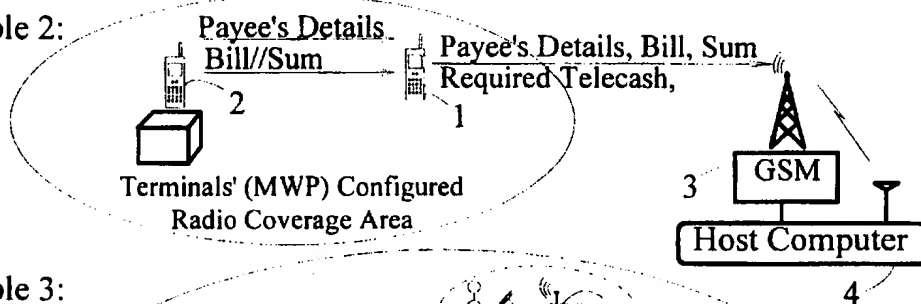 ple 2:
Payee's Details
Bill//Sum
Payee's Details, Bill, Sum
Required Telecash,
2
1
Terminals' (MWP) Configured
Radio Coverage Area
3
GSM
Host Computer
4
ple 3: